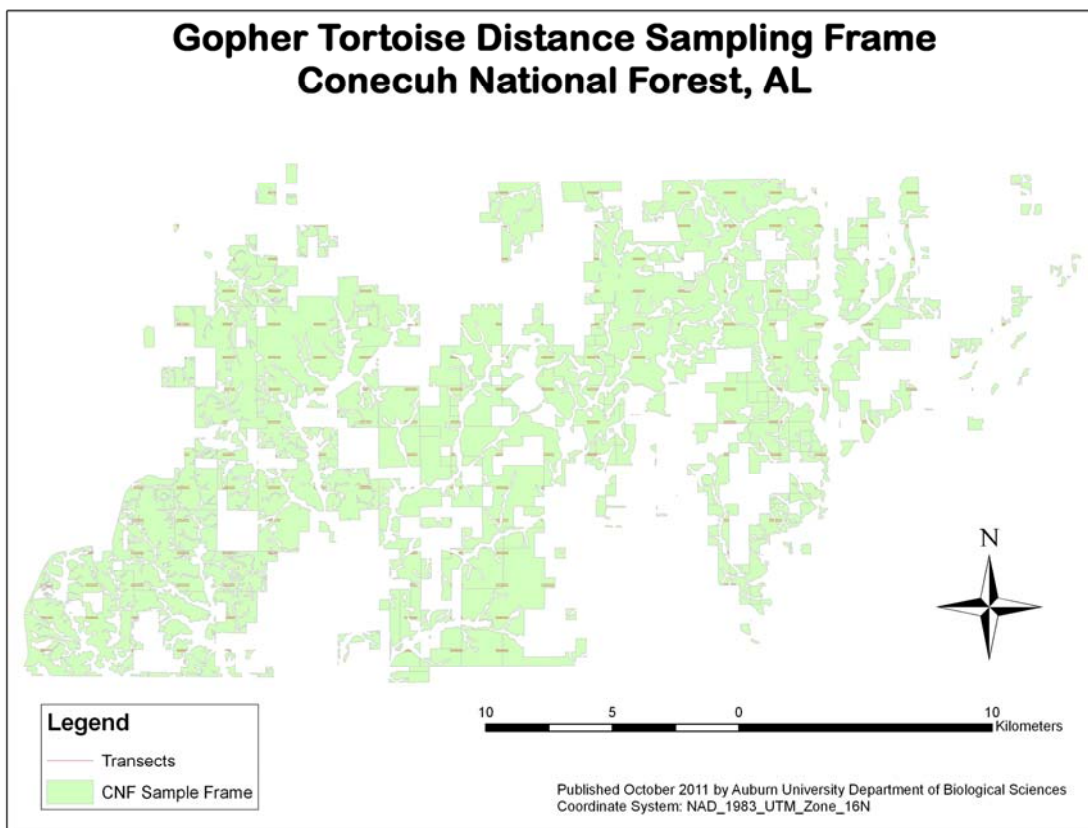 Gopher Tortoise Distance Sampling Frame
Conecuh National Forest, AL
N
10 5 0 10
Kilometers
Legend
Transects
CNF Sample Frame
Published October 2011 by Auburn University Department of Biological Sciences
Coordinate System: NAD_1983_UTM_Zone_16N